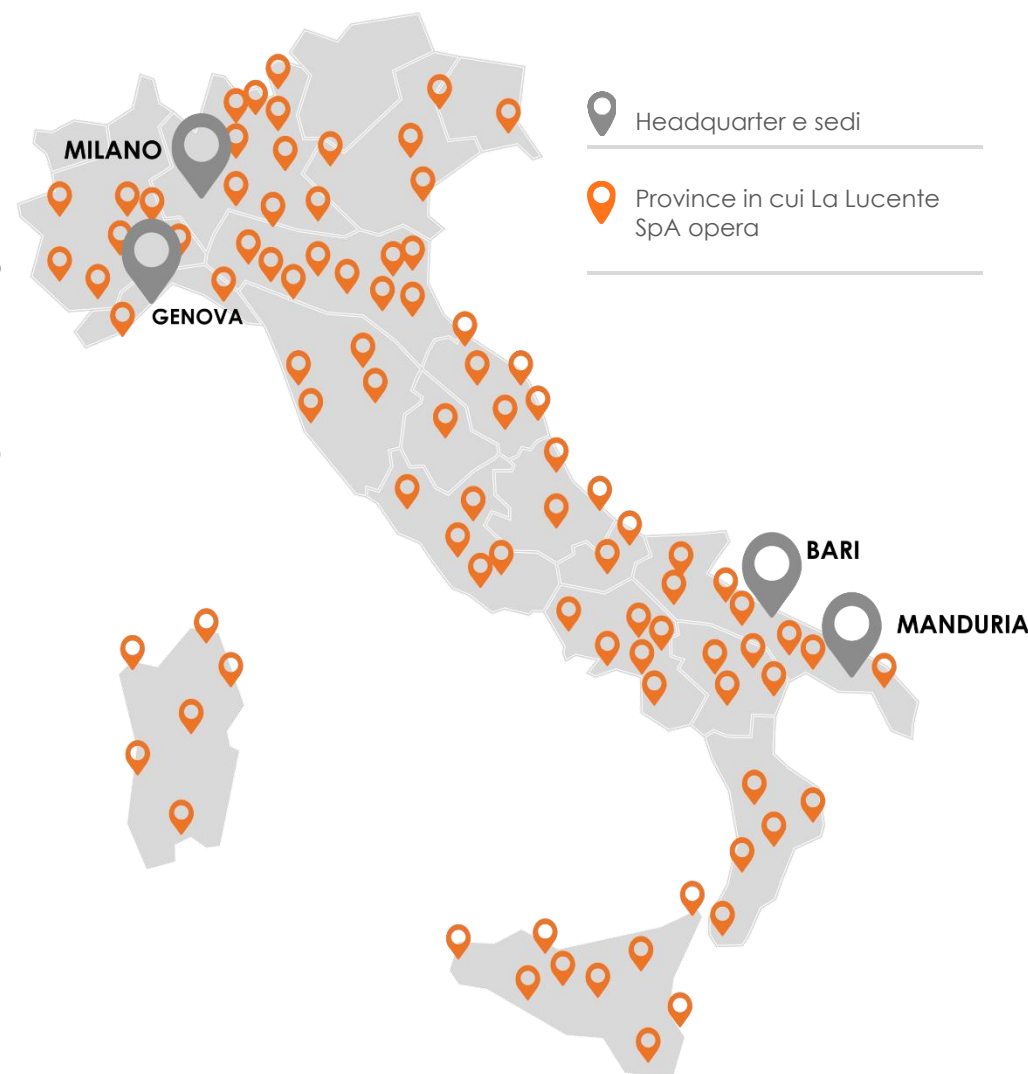 Headquarter e sedi
MILANO
Province in cui La Lucente
SpA opera
GENOVA
BARI
MANDURIA